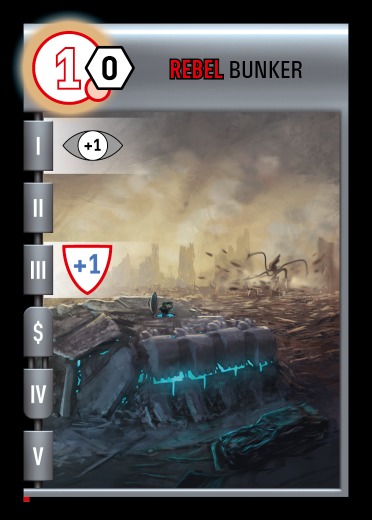 1 0 REBEL BUNKER
I +1
II
III +1
$
IV
V